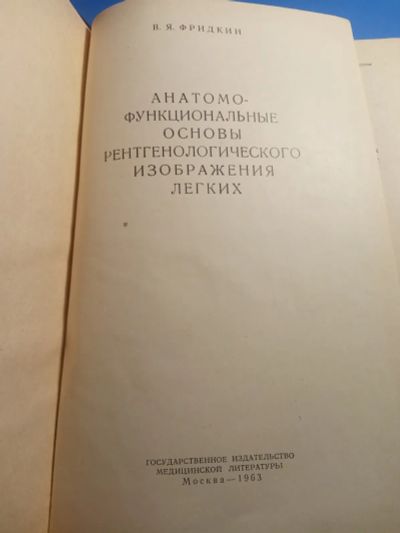 В. Я. ФРИДКИН
АНАТОМО-
ФУНКЦИОНАЛЬНЫЕ
ОСНОВЫ
РЕНТГЕНОЛОГИЧЕСКОГО
ИЗОБРАЖЕНИЯ
ЛЕГКИХ
ГОСУДАРСТВЕННОЕ ИЗДАТЕЛЬСТВО
МЕДИЦИНСКОЙ ЛИТЕРАТУРЫ
Москва — 1963